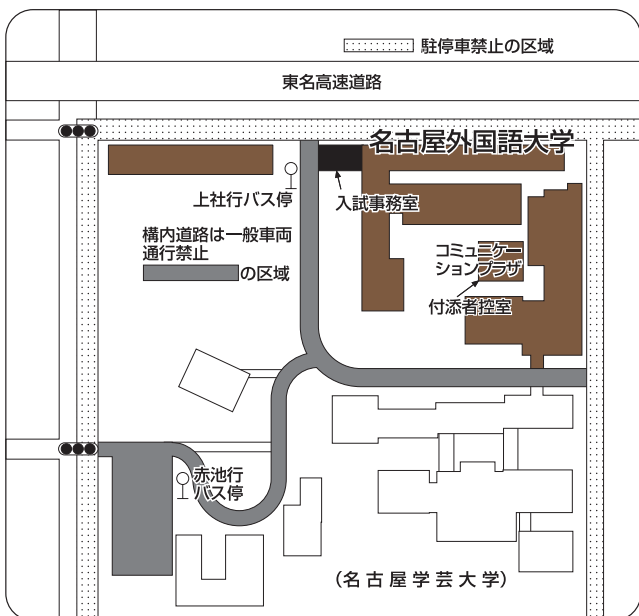 駐停車禁止の区域
東名高速道路
名古屋外国語大学
上社行バス停
入試事務室
構内道路は一般車両
通行禁止
の区域
コミュニケー
ションプラザ
付添者控室
赤池行
バス停
（名古屋学芸大学）